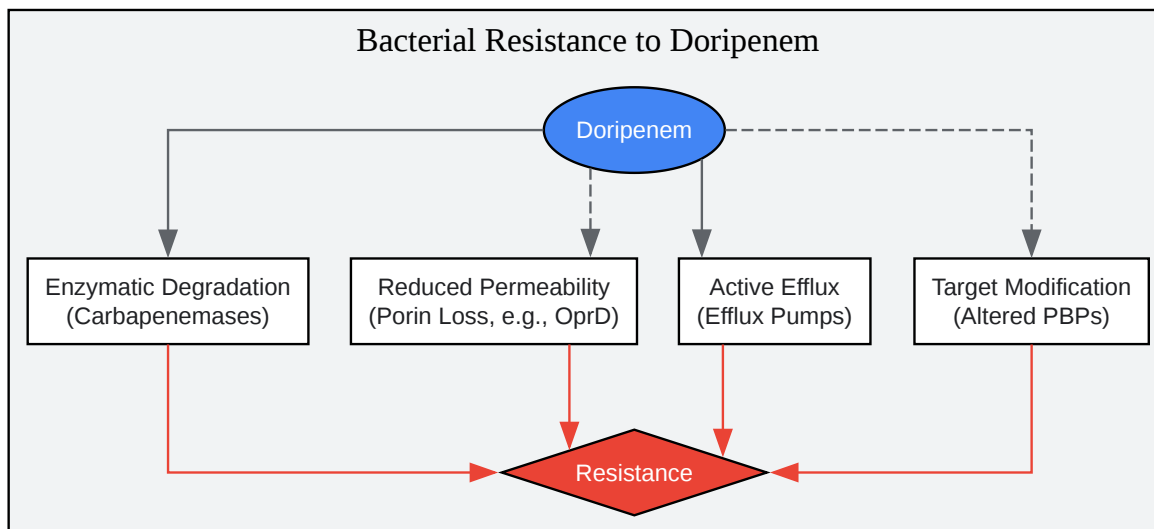 Bacterial Resistance to Doripenem
Doripenem
Enzymatic Degradation
(Carbapenemases)
Reduced Permeability
(Porin Loss, e.g., OprD)
Active Efflux
(Efflux Pumps)
Target Modification
(Altered PBPs)
Resistance